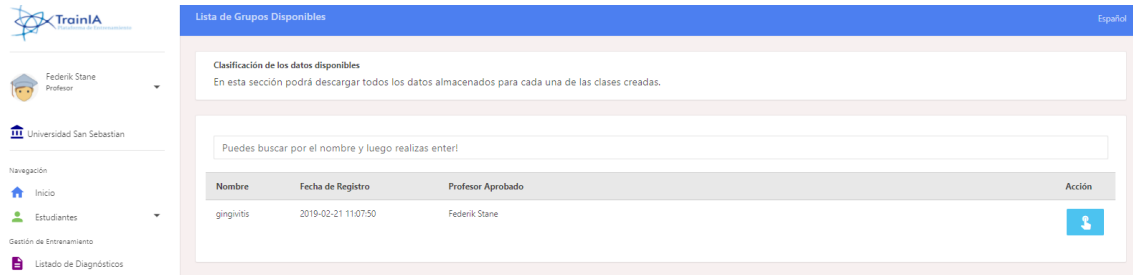 TrainIA
Plataforma de Entrenamiento
Lista de Grupos Disponibles
Español
Federik Stane
Profesor
Universidad San Sebastian
Navegación
Inicio
Estudiantes
Gestión de Entrenamiento
Listado de Diagnósticos
Clasificación de los datos disponibles
En esta sección podrá descargar todos los datos almacenados para cada una de las clases creadas.
Puedes buscar por el nombre y luego realizas enter!
Nombre Fecha de Registro Profesor Aprobado Acción
gingivitis 2019-02-21 11:07:50 Federik Stane